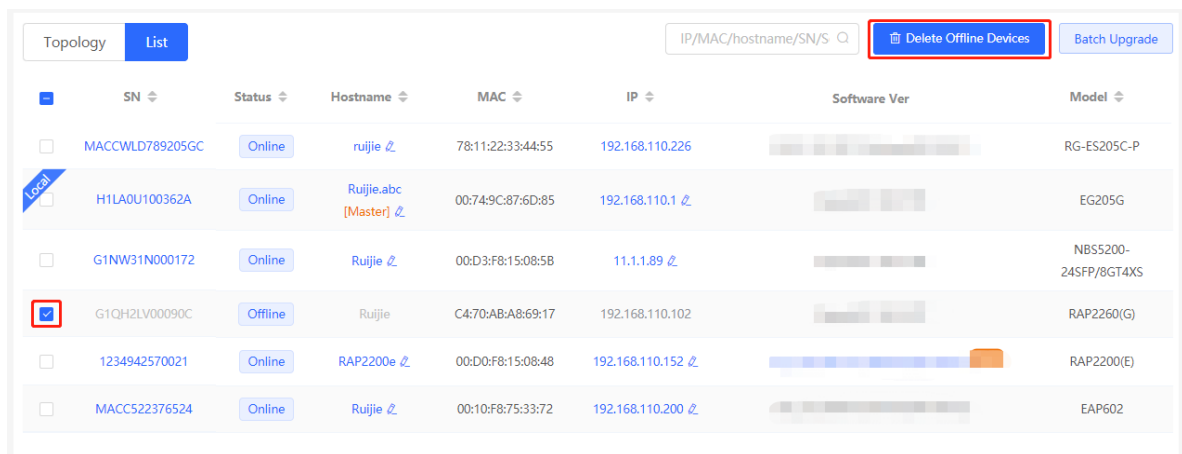 Topology List IP/MAC/hostname/SN/S Delete Offline Devices Batch Upgrade
SN Status Hostname MAC IP Software Ver Model
MACCWLD789205GC Online ruijie 78:11:22:33:44:55 192.168.110.226 RG-ES205C-P
Local
H1LA0U100362A Online Ruijie.abc 00:74:9C:87:6D:85 192.168.110.1 EG205G
[Master]
G1NW31N000172 Online Ruijie 00:D3:F8:15:08:5B 11.1.1.89 NBS5200-
24SFP/8GT4XS
G1QH2LV00090C Offline Ruijie C4:70:AB:A8:69:17 192.168.110.102 RAP2260(G)
1234942570021 Online RAP2200e 00:D0:F8:15:08:48 192.168.110.152 RAP2200(E)
MACC522376524 Online Ruijie 00:10:F8:75:33:72 192.168.110.200 EAP602